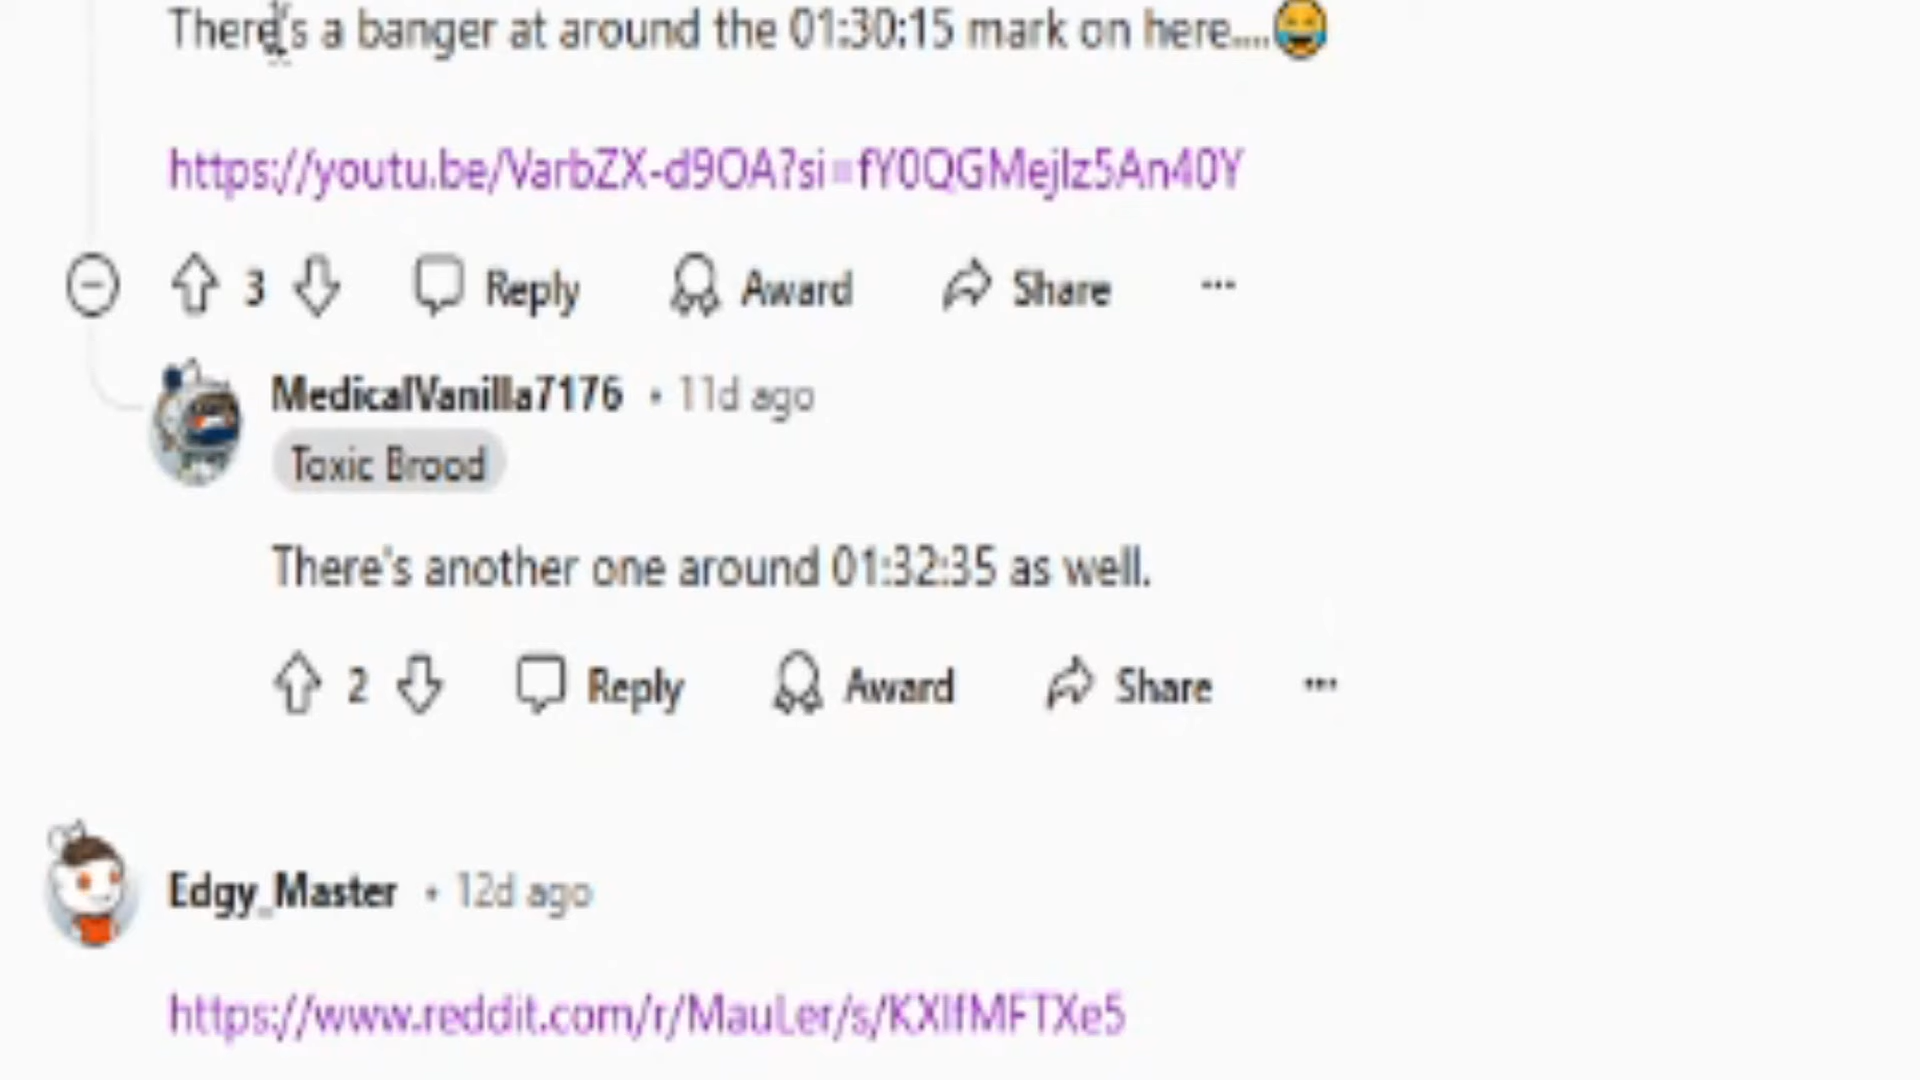 There's a banger at around the 01:30:15 mark on here....😂
https://youtu.be/VarbZX-d9OA?si=fY0QGMejlz5An40Y
3 Reply Award Share ...
MedicalVanilla7176 • 11d ago
Toxic Brood
There's another one around 01:32:35 as well.
2 Reply Award Share ...
Edgy_Master • 12d ago
https://www.reddit.com/r/MauLer/s/KXlfMFTXe5